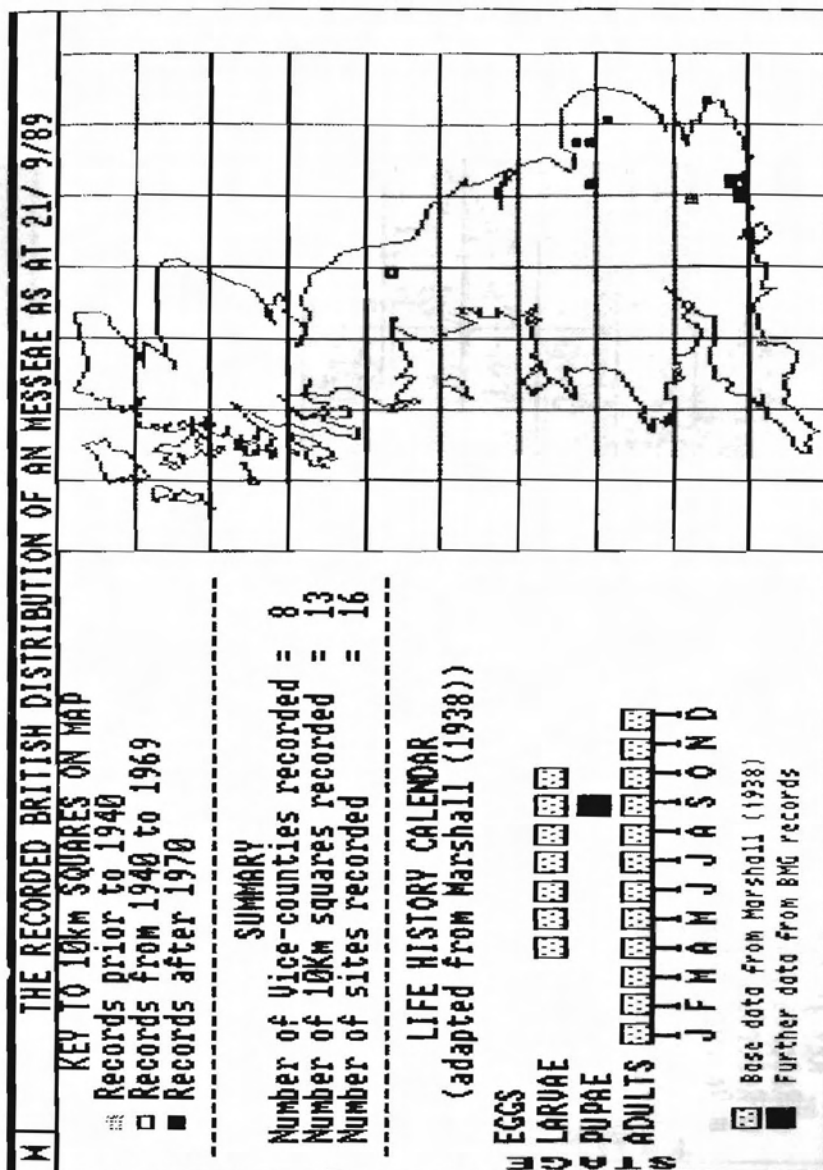 M THE RECORDED BRITISH DISTRIBUTION OF AN MESSEAE AS AT 21/ 9/89
KEY TO 10km SQUARES ON MAP
Records prior to 1940
Records from 1940 to 1969
Records after 1970
SUMMARY
Number of Vice-counties recorded = 8
Number of 10Km squares recorded = 13
Number of sites recorded = 16
LIFE HISTORY CALENDAR
(adapted from Marshall (1938))
EGGS
LARVAE
PUPAE
ADULTS
J F M A M J J A S O N D
Base data from Marshall (1938)
Further data from BMG records